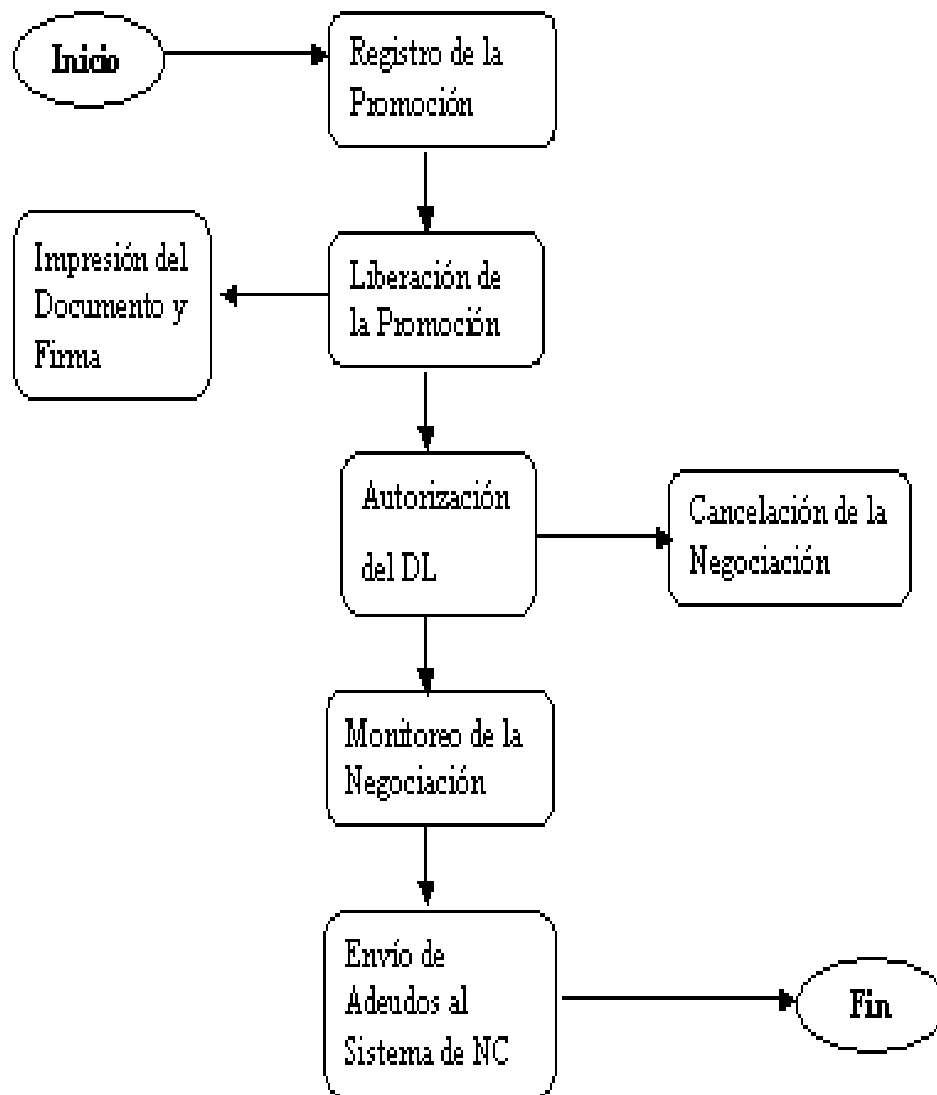 Inicio
Registro de la
Promoción
Impresión del
Documento y
Firma
Liberación de
la Promoción
Autorización
del DL
Cancelación de la
Negociación
Monitoreo de la
Negociación
Envío de
Adeudos al
Sistema de NC
Fin